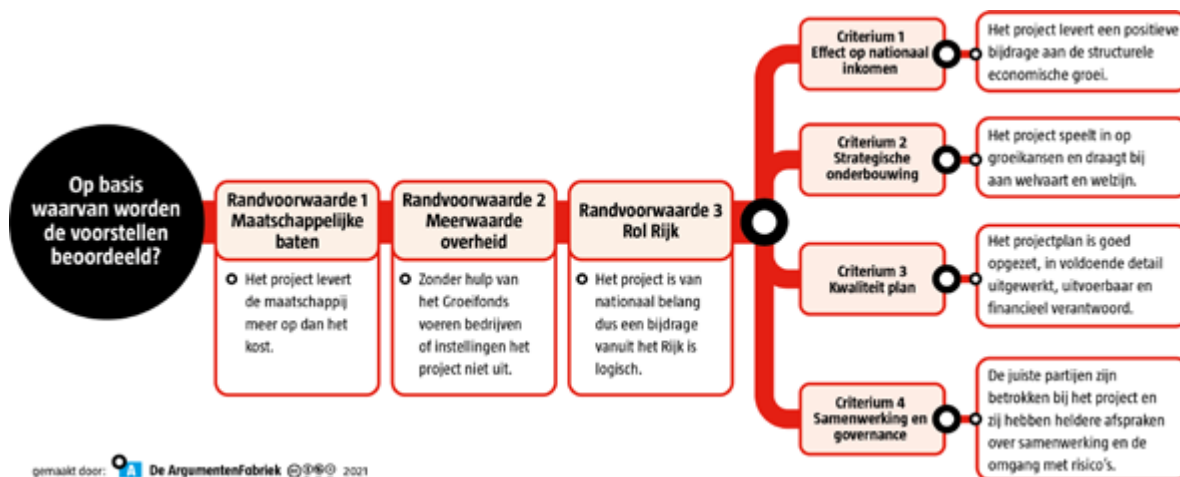 Op basis
waarvan worden
de voorstellen
beoordeeld?
Randvoorwaarde 1
Maatschappelijke
baten
Het project levert
de maatschappij
meer op dan het
kost.
Randvoorwaarde 2
Meerwaarde
overheid
Zonder hulp van
het Groeifonds
voeren bedrijven
of instellingen het
project niet uit.
Randvoorwaarde 3
Rol Rijk
Het project is van
nationaal belang
dus een bijdrage
vanuit het Rijk is
logisch.
Criterium 1
Effect op nationaal
inkomen
Het project levert een positieve
bijdrage aan de structurele
economische groei.
Criterium 2
Strategische
onderbouwing
Het project speelt in op
groeikansen en draagt bij
aan welvaart en welzijn.
Criterium 3
Kwaliteit plan
Het projectplan is goed
opgezet, in voldoende detail
uitgewerkt, uitvoerbaar en
financieel verantwoord.
Criterium 4
Samenwerking en
governance
De juiste partijen zijn
betrokken bij het project en
zij hebben heldere afspraken
over samenwerking en de
omgang met risico's.
gemaakt door: A De ArgumentenFabriek 2021